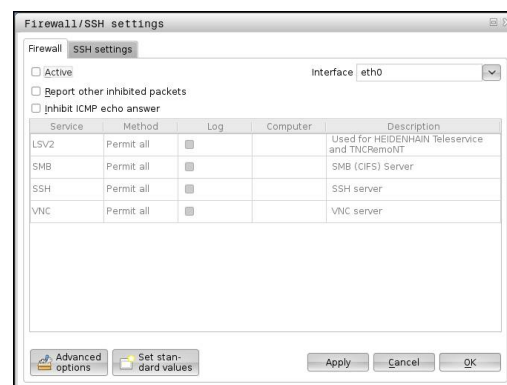 Firewall/SSH settings
Firewall SSH settings
Active Interface eth0
Report other inhibited packets
Inhibit ICMP echo answer
Service Method Log Computer Description
LSV2 Permit all Used for HEIDENHAIN Teleservice
and TNCRemoNT
SMB Permit all SMB (CIFS) Server
SSH Permit all SSH server
VNC Permit all VNC server
Advanced
options
Set stan-
dard values
Apply Cancel OK